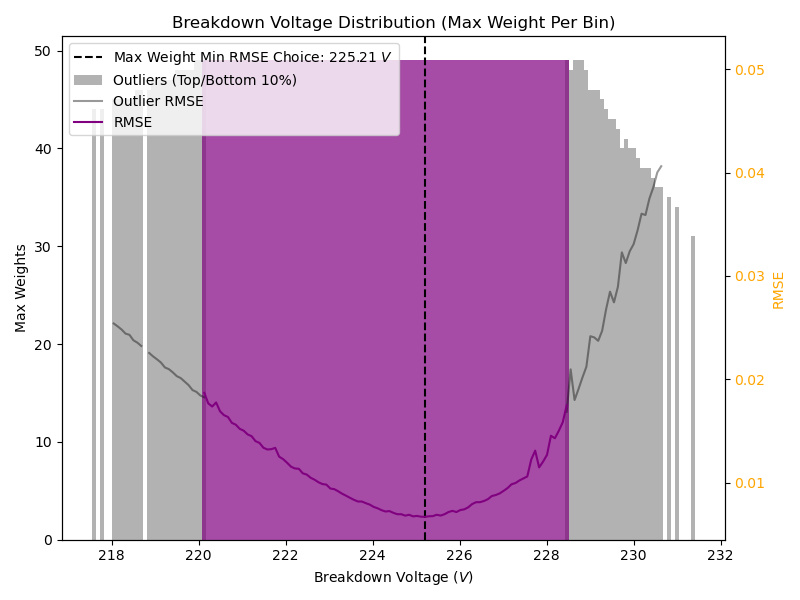 Breakdown Voltage Distribution (Max Weight Per Bin)
Max Weight Min RMSE Choice: 225.21 V
Outliers (Top/Bottom 10%)
Outlier RMSE
RMSE
50
40
30
20
10
0
Max Weights
0.05
0.04
0.03
0.02
0.01
RMSE
218
220
222
224
226
228
230
232
Breakdown Voltage (V)